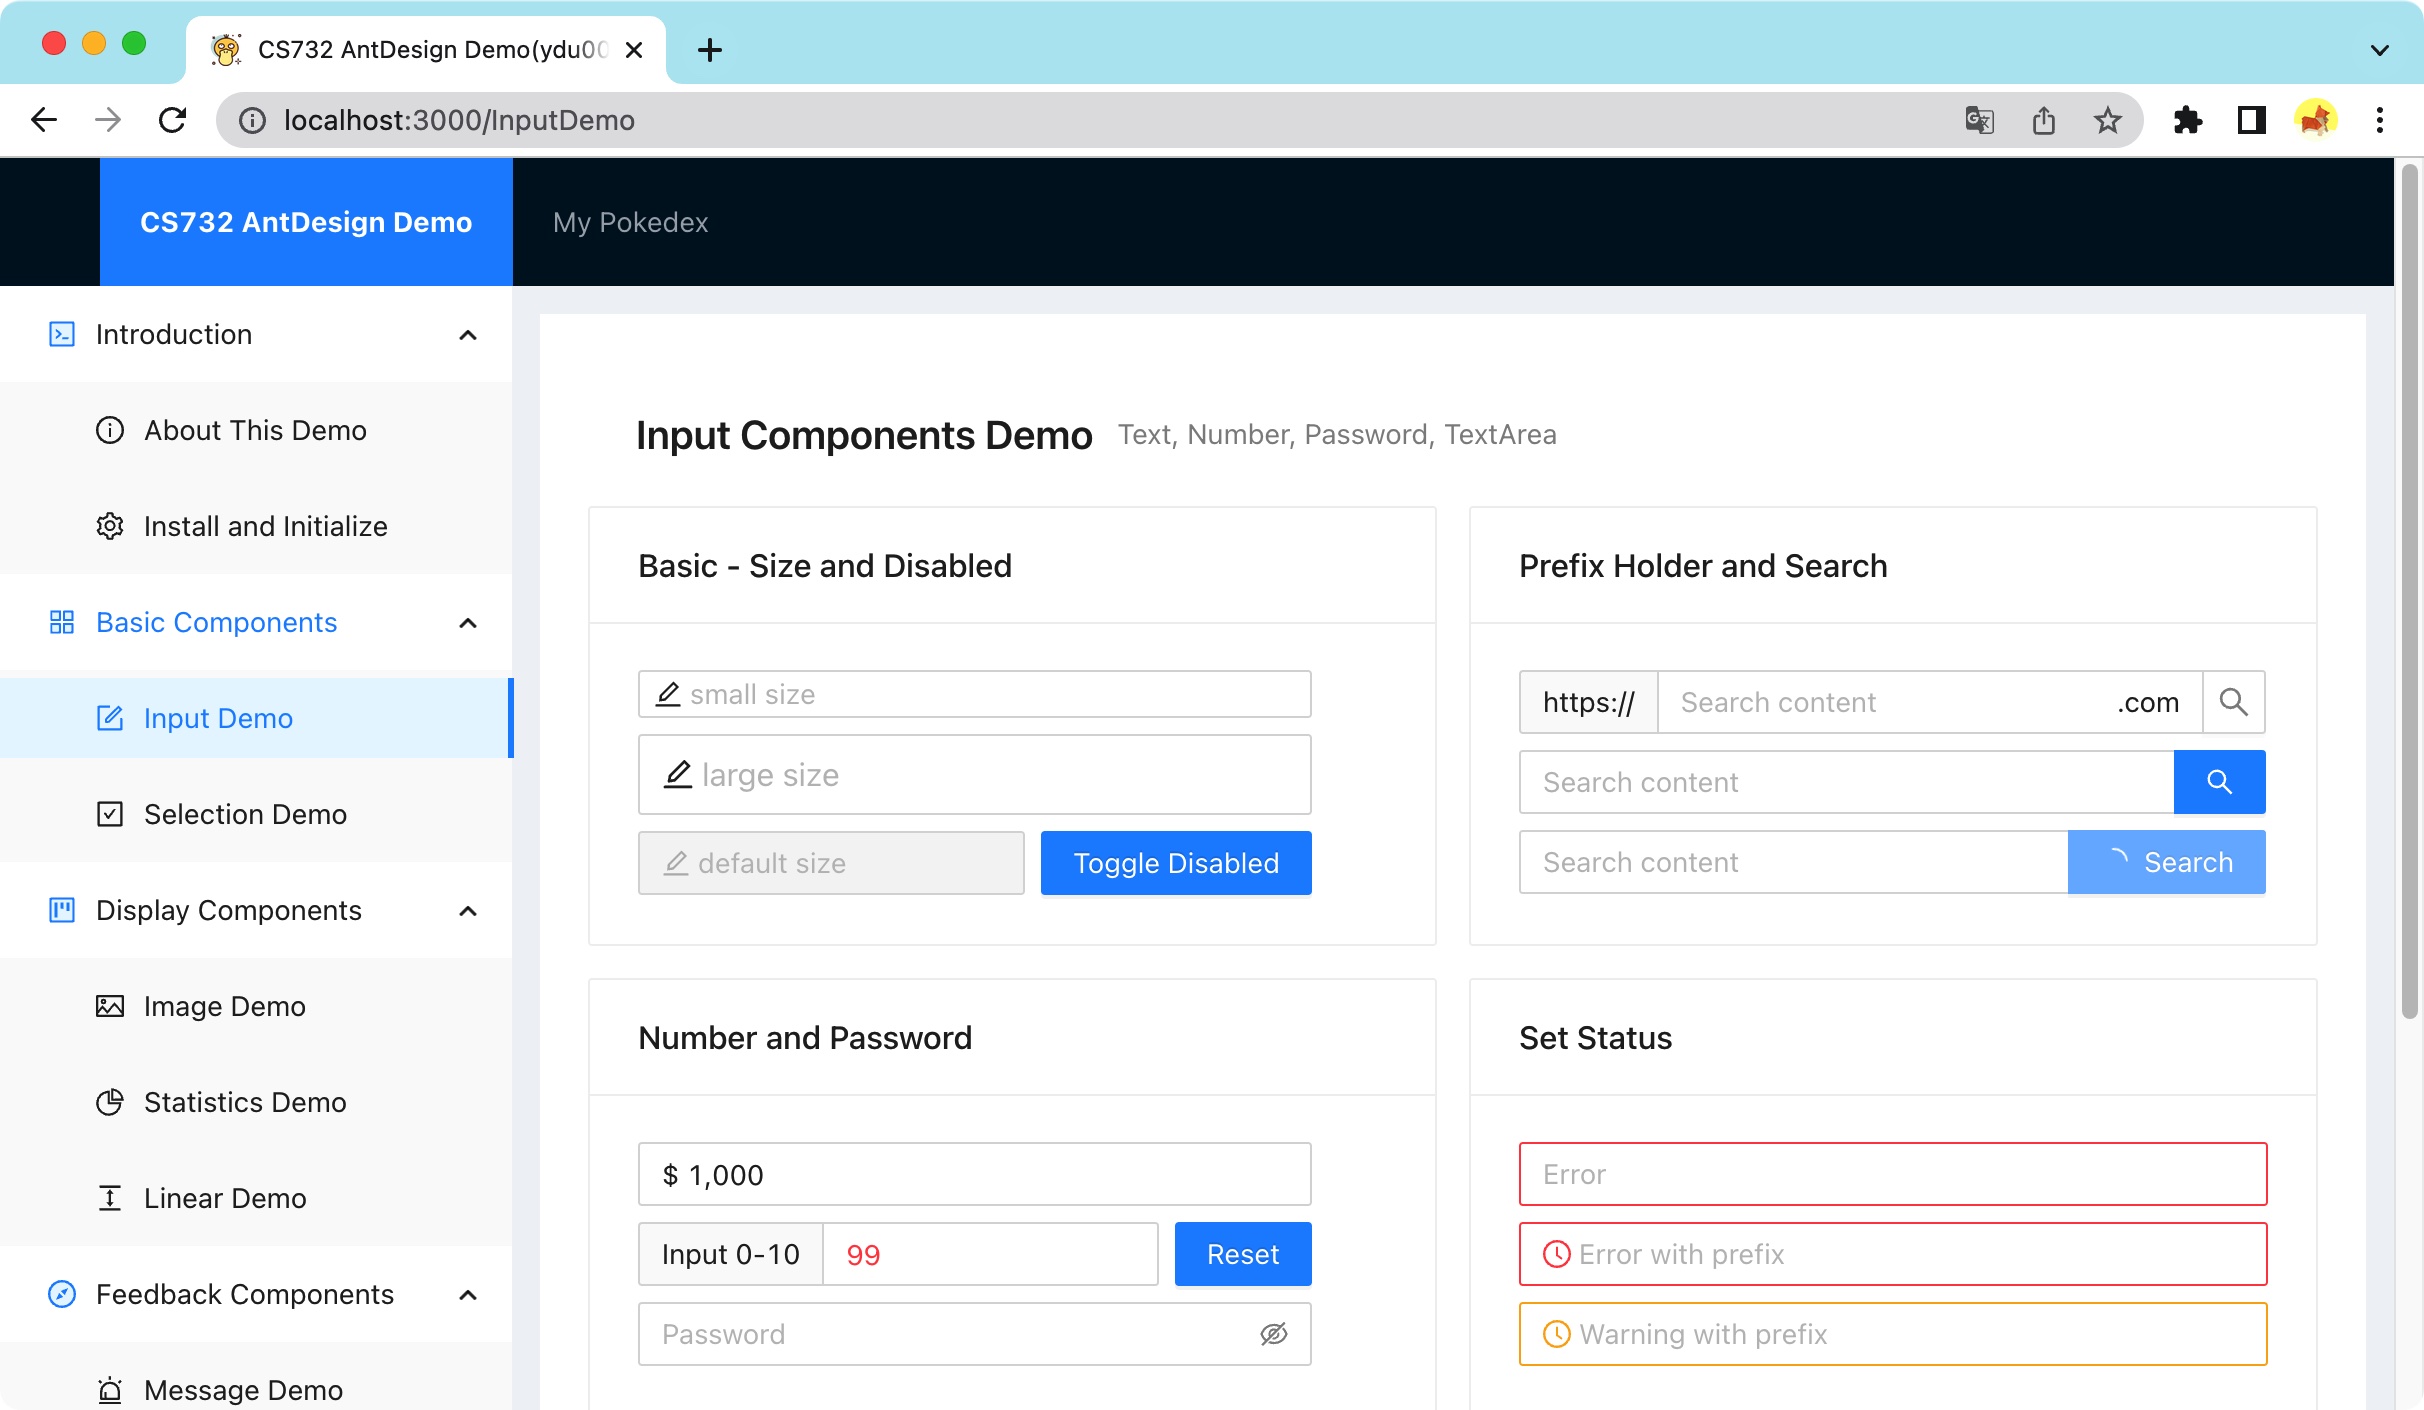 CS732 AntDesign Demo(ydu00
localhost:3000/InputDemo
CS732 AntDesign Demo
My Pokedex
Introduction
About This Demo
Install and Initialize
Basic Components
Input Demo
Selection Demo
Display Components
Image Demo
Statistics Demo
Linear Demo
Feedback Components
Message Demo
Input Components Demo Text, Number, Password, TextArea
Basic - Size and Disabled
small size
large size
default size
Toggle Disabled
Prefix Holder and Search
https:// Search content .com
Search content
Search content Search
Number and Password
$ 1,000
Input 0-10 99 Reset
Password
Set Status
Error
Error with prefix
Warning with prefix